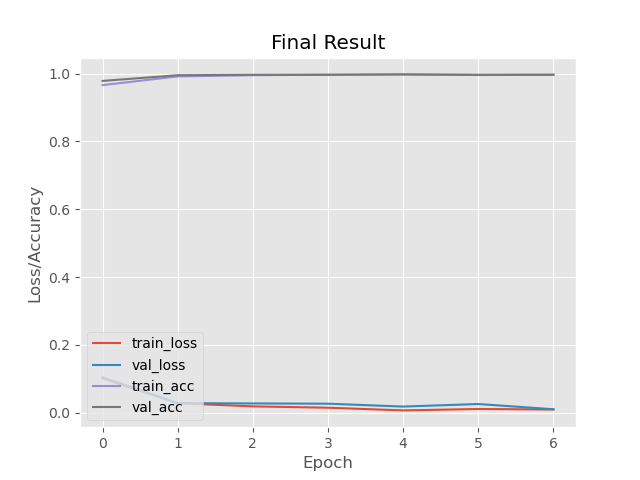 Final Result
1.0
0.8
0.6
0.4
0.2
0.0
Loss/Accuracy
train_loss
val_loss
train_acc
val_acc
0 1 2 3 4 5 6
Epoch